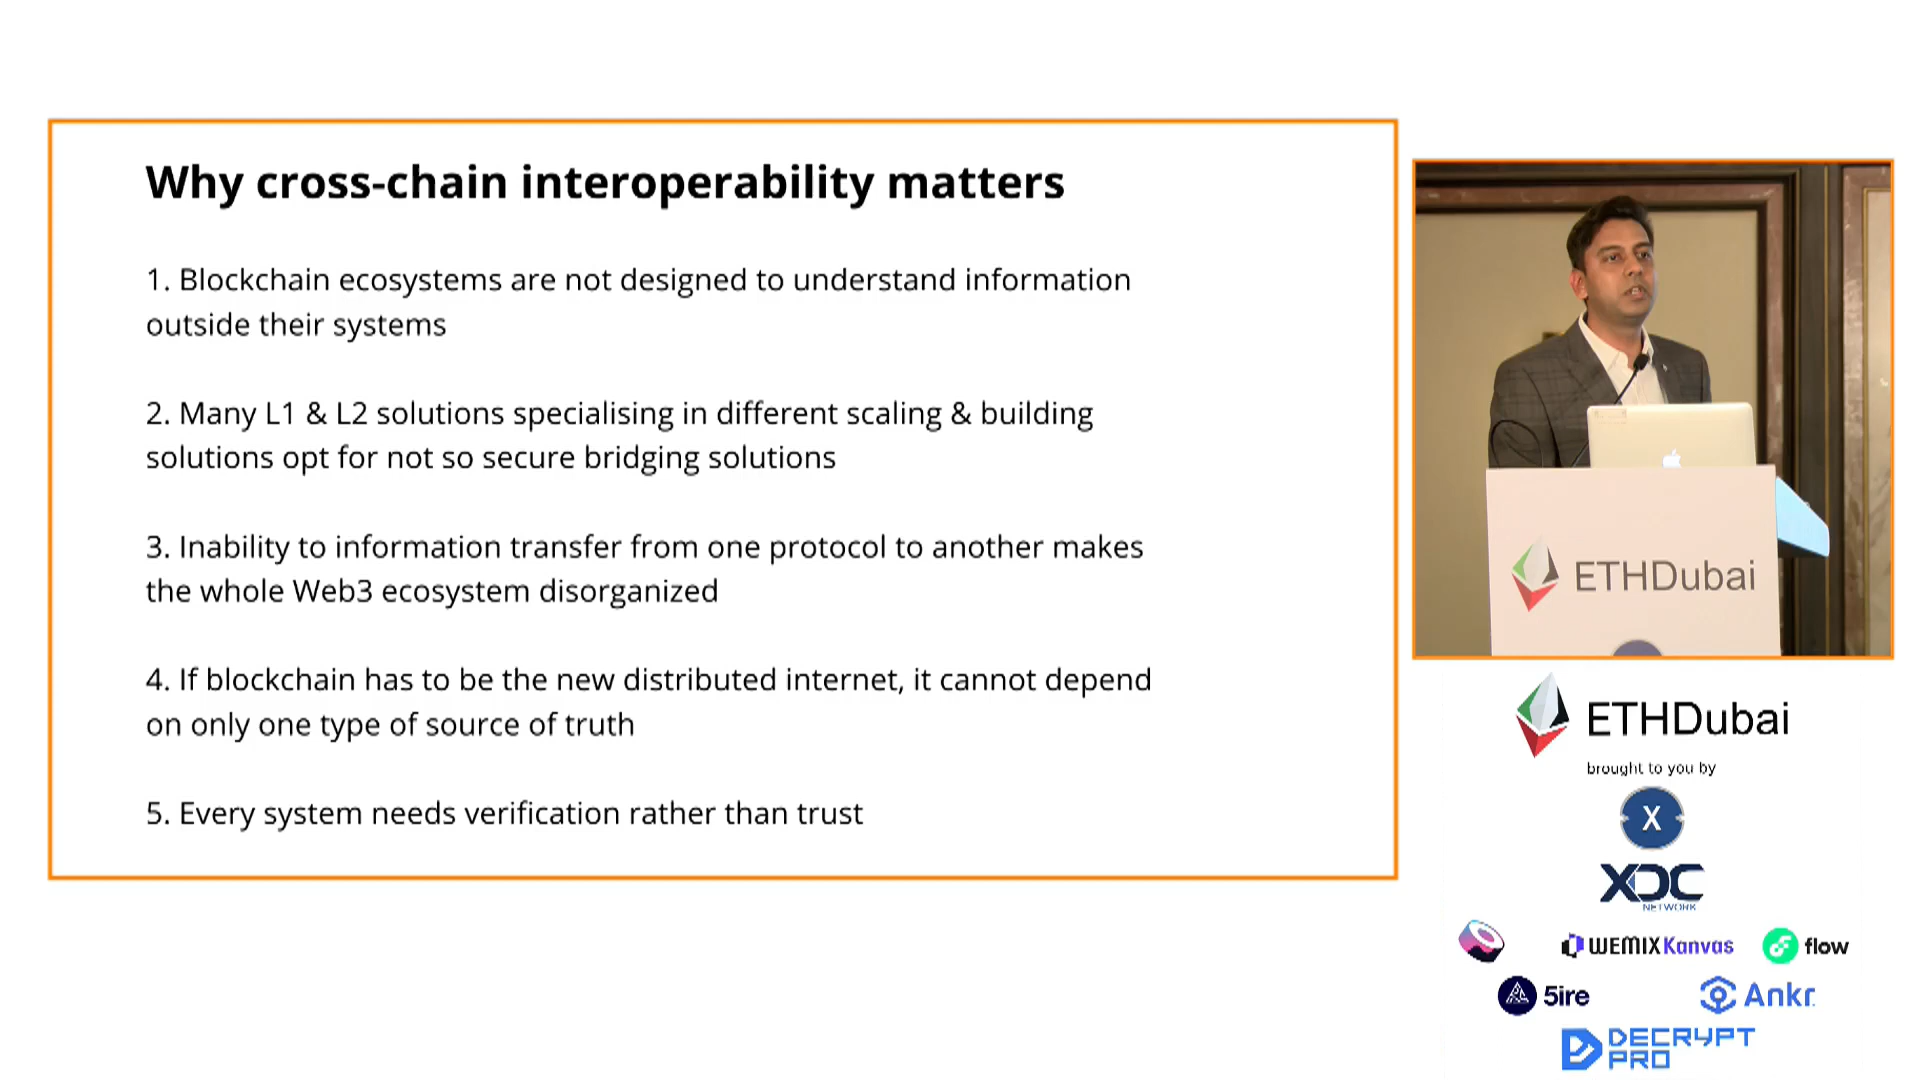 Why cross-chain interoperability matters
1. Blockchain ecosystems are not designed to understand information
outside their systems
2. Many L1 & L2 solutions specialising in different scaling & building
solutions opt for not so secure bridging solutions
3. Inability to information transfer from one protocol to another makes
the whole Web3 ecosystem disorganized
4. If blockchain has to be the new distributed internet, it cannot depend
on only one type of source of truth
5. Every system needs verification rather than trust
ETHDubai
ETHDubai
brought to you by
X
XDC
NETWORK
WEMIX Kanvas
flow
5ire
Ankr
DECRYPT
PRO